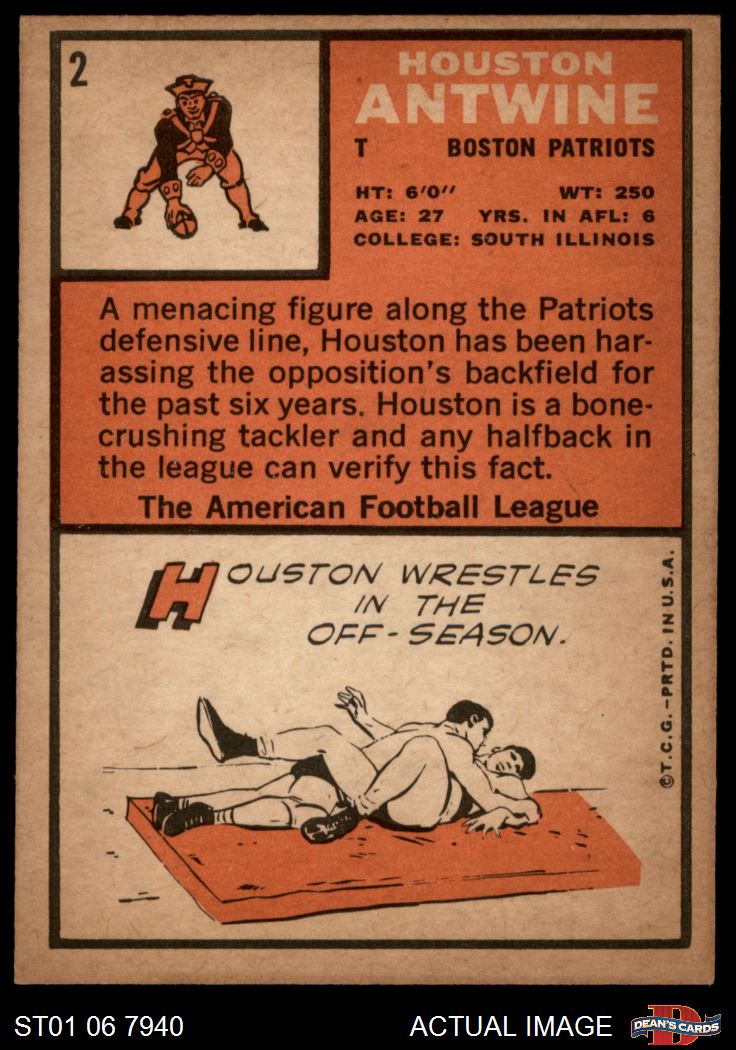 2
HOUSTON
ANTWINE
T BOSTON PATRIOTS
HT: 6'0" WT: 250
AGE: 27 YRS. IN AFL: 6
COLLEGE: SOUTH ILLINOIS
A menacing figure along the Patriots
defensive line, Houston has been har-
assing the opposition's backfield for
the past six years. Houston is a bone-
crushing tackler and any halfback in
the league can verify this fact.
The American Football League
HOUSTON WRESTLES
IN THE
OFF-SEASON.
©T.C.G.-PRTD. IN U.S.A.
ST01 06 7940 ACTUAL IMAGE DEAN'S CARDS